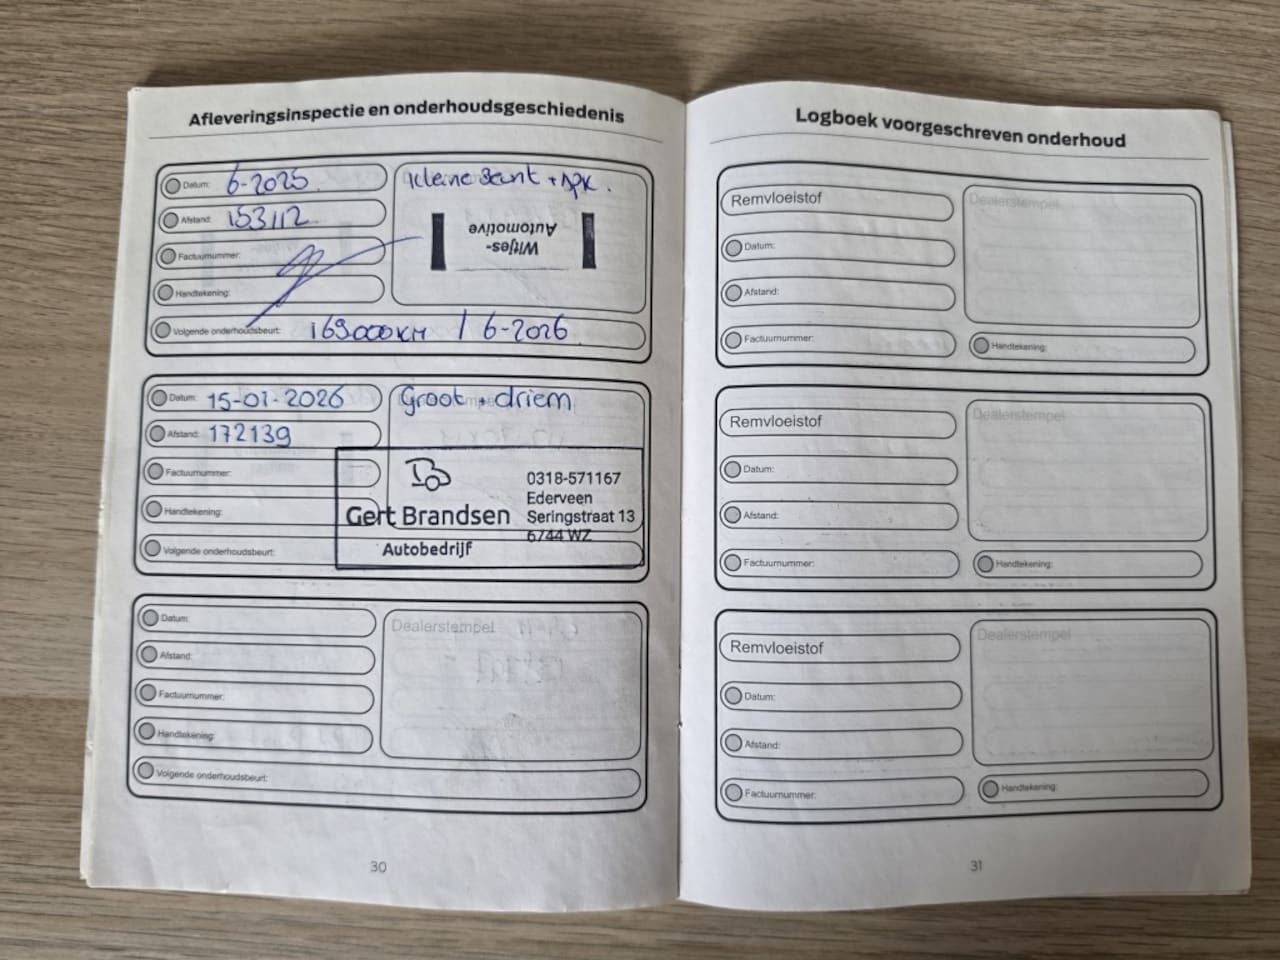 Afleveringsinspectie en onderhoudsgeschiedenis
Datum: 6-2025
Afstand: 153112
Factuurnummer:
Handtekening:
Kleine Beurt + APK.
Witjes-
Automotive
Volgende onderhoudsbeurt: 169000KM / 6-2026
Datum: 15-01-2026
Afstand: 172139
Factuurnummer:
Handtekening:
Volgende onderhoudsbeurt:
Groot + driem
Gert Brandsen
Autobedrijf
0318-571167
Ederveen
Seringstraat 13
6744 WZ
Datum:
Afstand:
Factuurnummer:
Handtekening:
Volgende onderhoudsbeurt:
Dealerstempel
30
Logboek voorgeschreven onderhoud
Remvloeistof
Datum:
Afstand:
Factuurnummer:
Dealerstempel
Handtekening:
Remvloeistof
Datum:
Afstand:
Factuurnummer:
Dealerstempel
Handtekening:
Remvloeistof
Datum:
Afstand:
Factuurnummer:
Dealerstempel
Handtekening:
31